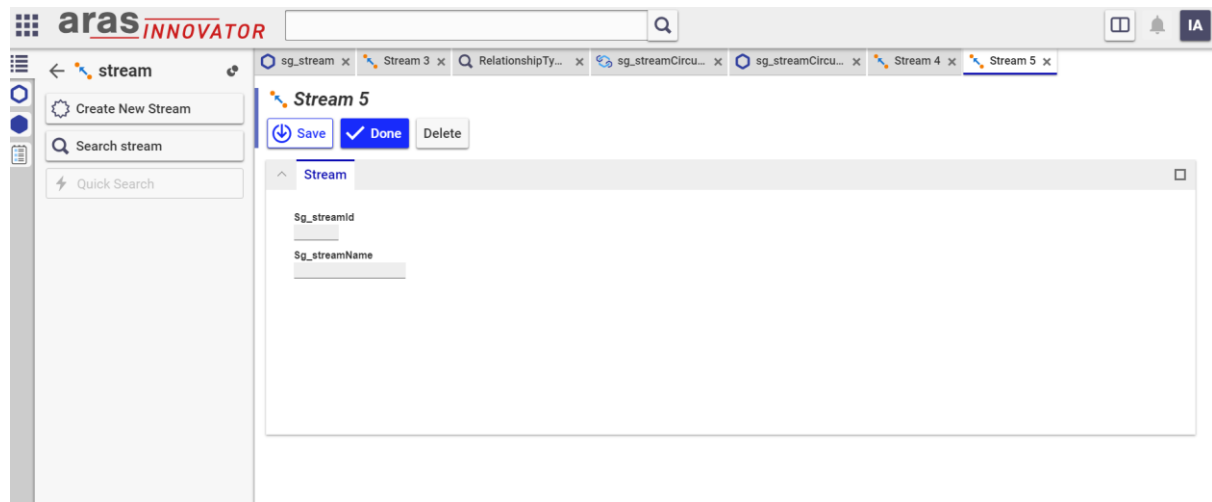 aras INNOVATOR
IA
stream
sg_stream x Stream 3 x RelationshipTy... x sg_streamCircu... x sg_streamCircu... x Stream 4 x Stream 5 x
Create New Stream
Search stream
Quick Search
Stream 5
Save Done Delete
Stream
Sg_streamId
Sg_streamName